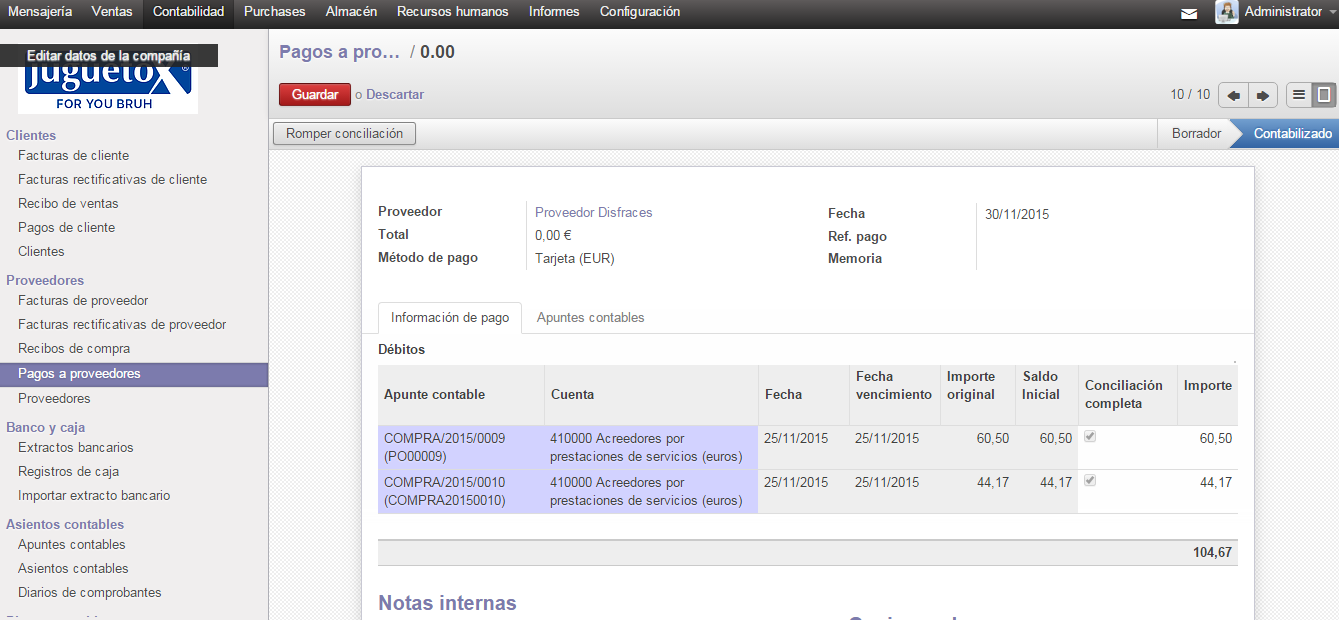 Mensajería Ventas Contabilidad Purchases Almacén Recursos humanos Informes Configuración Administrator
Editar datos de la compañía
juguetox
FOR YOU BRUH
Clientes
Facturas de cliente
Facturas rectificativas de cliente
Recibo de ventas
Pagos de cliente
Clientes
Proveedores
Facturas de proveedor
Facturas rectificativas de proveedor
Recibos de compra
Pagos a proveedores
Proveedores
Banco y caja
Extractos bancarios
Registros de caja
Importar extracto bancario
Asientos contables
Apuntes contables
Asientos contables
Diarios de comprobantes
Pagos a pro... / 0.00
Guardar o Descartar
10 / 10
Romper conciliación
Borrador Contabilizado
Proveedor Proveedor Disfraces
Total 0,00 €
Método de pago Tarjeta (EUR)
Fecha 30/11/2015
Ref. pago
Memoria
Información de pago Apuntes contables
Débitos
Apunte contable Cuenta Fecha Fecha vencimiento Importe original Saldo Inicial Conciliación completa Importe
COMPRA/2015/0009 410000 Acreedores por 25/11/2015 25/11/2015 60,50 60,50 60,50
(PO00009) prestaciones de servicios (euros)
COMPRA/2015/0010 410000 Acreedores por 25/11/2015 25/11/2015 44,17 44,17 44,17
(COMPRA20150010) prestaciones de servicios (euros)
104,67
Notas internas